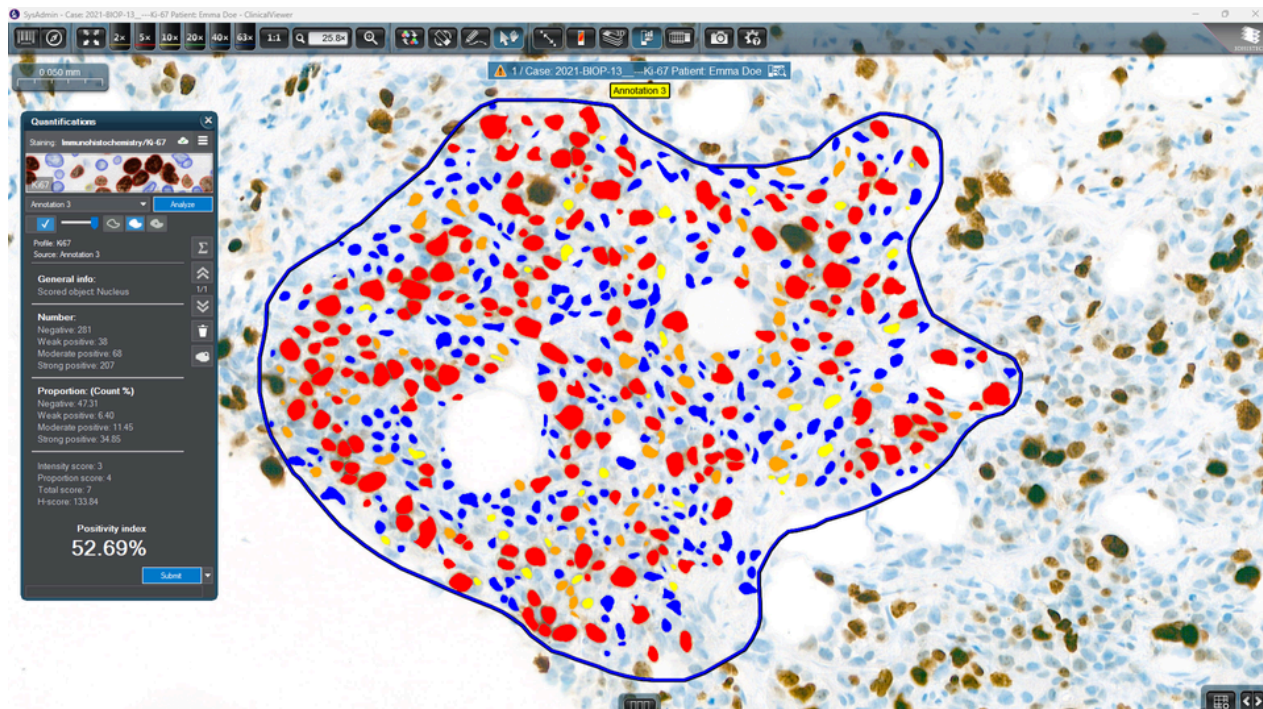 SysAdmin - Case: 2021-BIOP-13__---Ki-67 Patient: Emma Doe - ClinicalViewer
2x 5x 10x 20x 40x 63x 1:1 25.8x
0.050 mm
1 / Case: 2021-BIOP-13__---Ki-67 Patient: Emma Doe
Annotation 3
Quantifications
Staining: Immunohistochemistry/Ki-67
Ki67
Annotation 3 Analyze
Profile: Ki67
Source: Annotation 3
Σ
General info:
Scored object: Nucleus
1/1
Number:
Negative: 281
Weak positive: 38
Moderate positive: 68
Strong positive: 207
Proportion: (Count %)
Negative: 47.31
Weak positive: 6.40
Moderate positive: 11.45
Strong positive: 34.85
Intensity score: 3
Proportion score: 4
Total score: 7
H-score: 133.84
Positivity index
52.69%
Submit